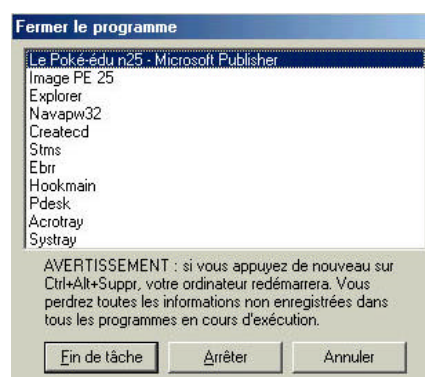 Fermer le programme
Le Poké-édu n25 - Microsoft Publisher
Image PE 25
Explorer
Navapw32
Createcd
Stms
Ebrr
Hookmain
Pdesk
Acrotray
Systray
AVERTISSEMENT : si vous appuyez de nouveau sur
Ctrl+Alt+Suppr, votre ordinateur redémarrera. Vous
perdrez toutes les informations non enregistrées dans
tous les programmes en cours d'exécution.
Fin de tâche
Arrêter
Annuler